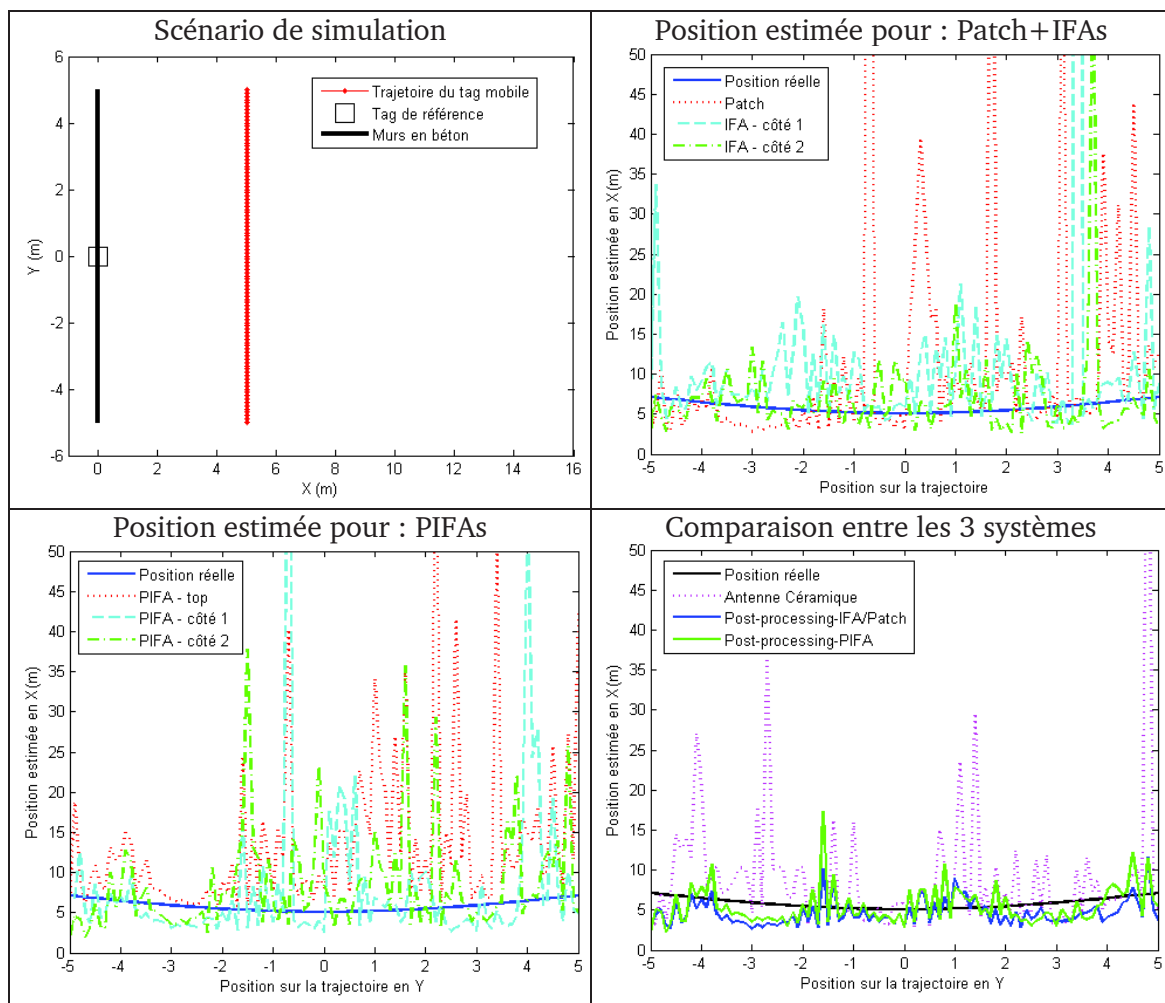 Scénario de simulation
6
4
2
0
-2
-4
-6
Y (m)
0 2 4 6 8 10 12 14 16
X (m)
Trajetoire du tag mobile
Tag de référence
Murs en béton
Position estimée pour : Patch+IFAs
50
45
40
35
30
25
20
15
10
5
0
Position estimée en X (m)
-5 -4 -3 -2 -1 0 1 2 3 4 5
Position sur la trajectoire
Position réelle
Patch
IFA - côté 1
IFA - côté 2
Position estimée pour : PIFAs
50
45
40
35
30
25
20
15
10
5
0
Position estimée en X (m)
-5 -4 -3 -2 -1 0 1 2 3 4 5
Position sur la trajectoire en Y
Position réelle
PIFA - top
PIFA - côté 1
PIFA - côté 2
Comparaison entre les 3 systèmes
50
45
40
35
30
25
20
15
10
5
0
Position estimée en X (m)
-5 -4 -3 -2 -1 0 1 2 3 4 5
Position sur la trajectoire en Y
Position réelle
Antenne Céramique
Post-processing-IFA/Patch
Post-processing-PIFA